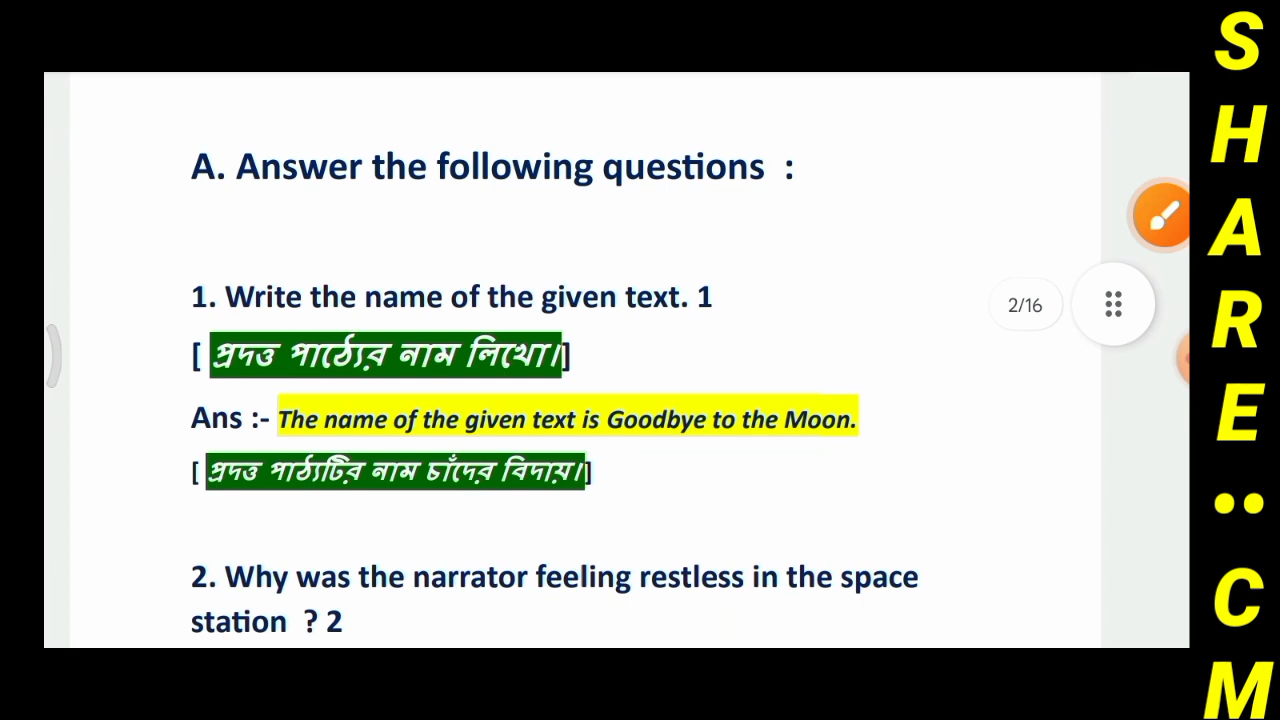 A. Answer the following questions :
1. Write the name of the given text. 1
[ প্রদত্ত পাঠ্যের নাম লিখো।]
2/16
Ans :- The name of the given text is Goodbye to the Moon.
[ প্রদত্ত পাঠ্যটির নাম চাঁদের বিদায়।]
2. Why was the narrator feeling restless in the space
station ? 2
S
H
A
R
E
••
C
M